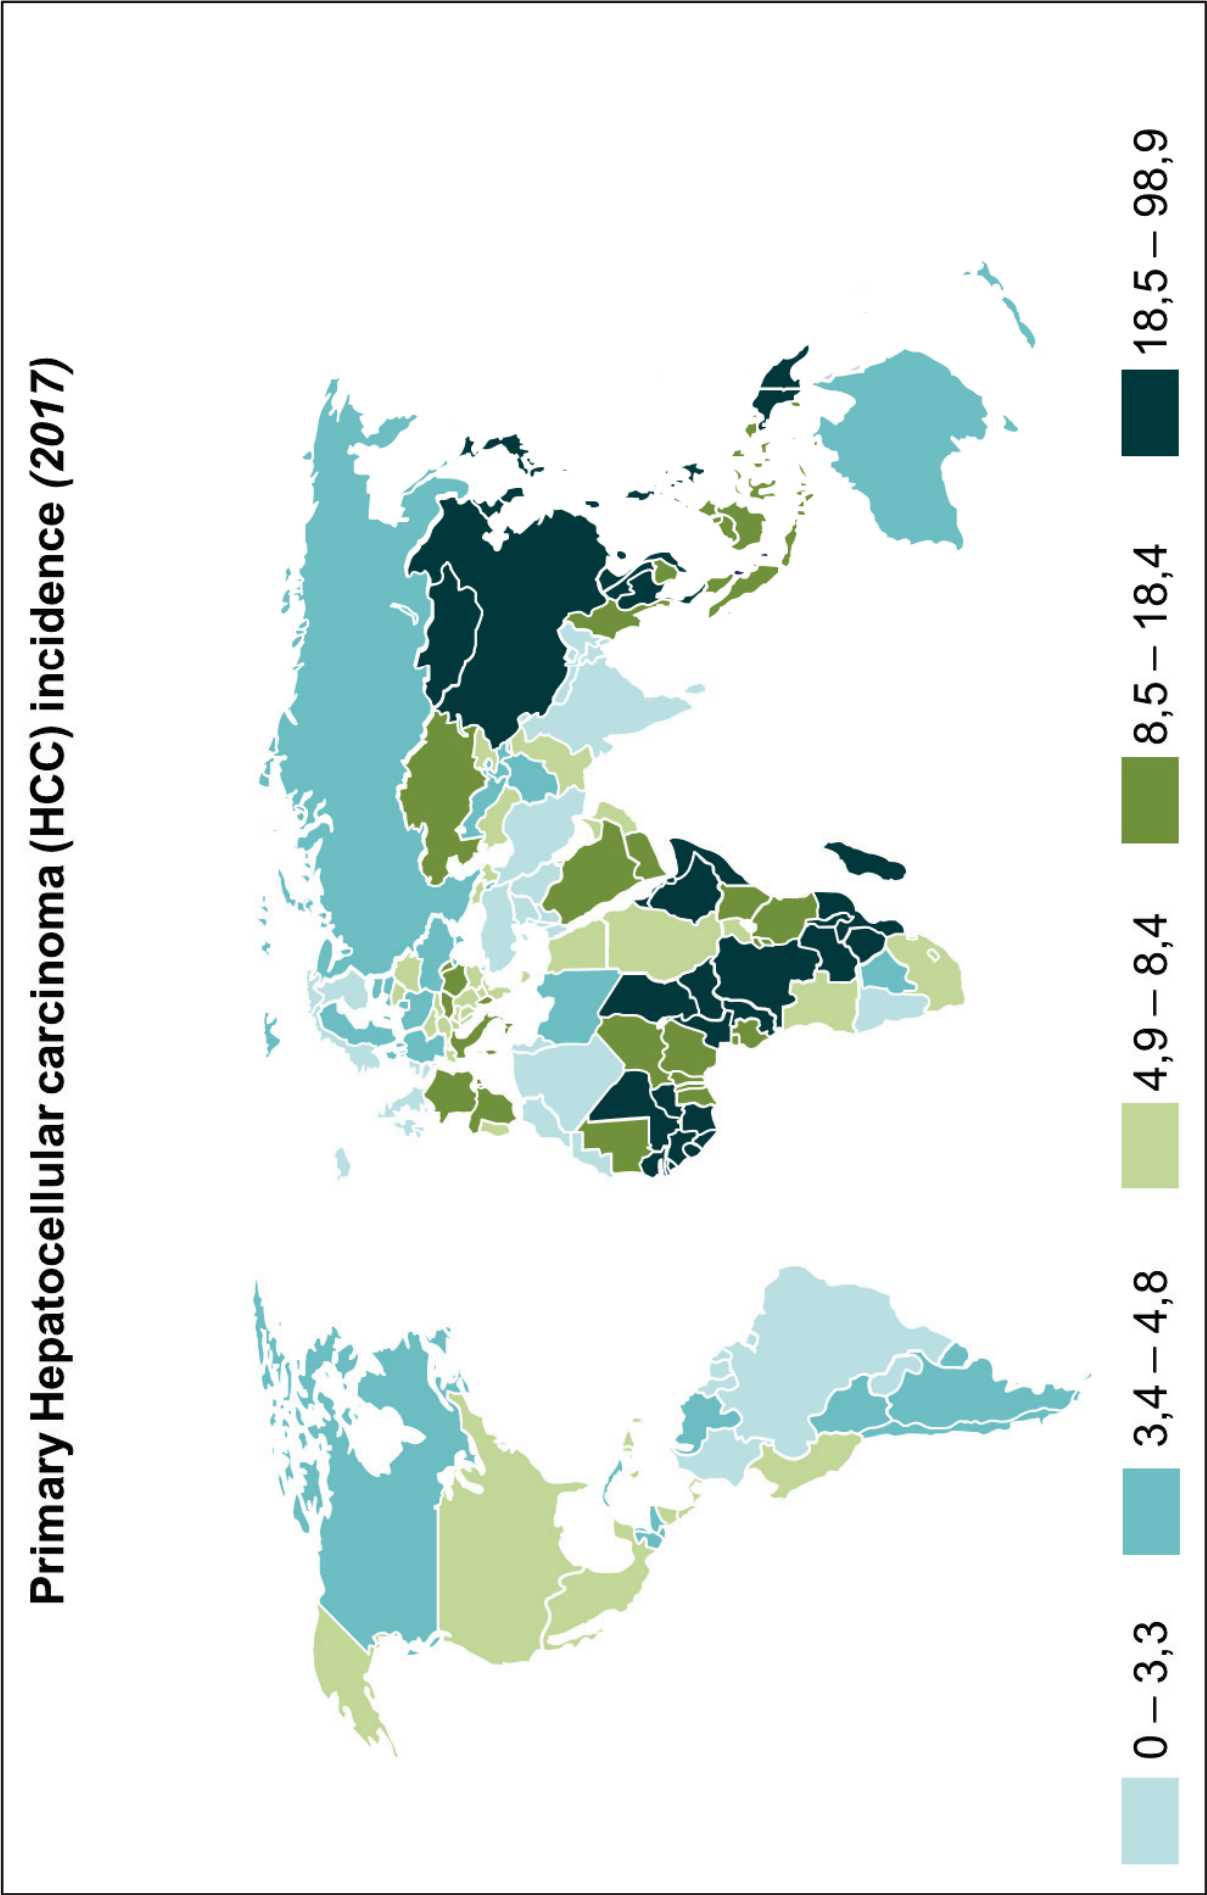 Primary Hepatocellular carcinoma (HCC) incidence (2017)
0 – 3,3
3,4 – 4,8
4,9 – 8,4
8,5 – 18,4
18,5 – 98,9